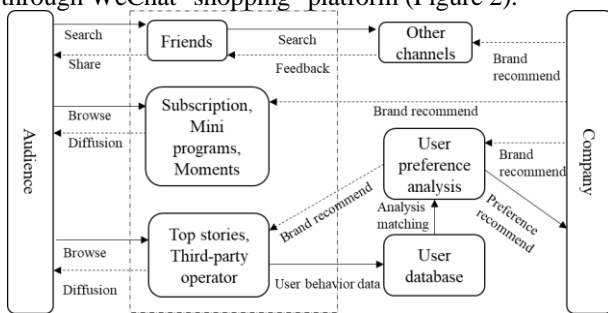 through WeChat "shopping" platform (Figure 2).
Search
Friends
Search
Other
channels
Share
Feedback
Brand
recommend
Audience
Company
Browse
Subscription,
Mini
programs,
Moments
Brand recommend
Diffusion
User
preference
analysis
Brand
recommend
Brand recommend
Analysis
matching
Preference
recommend
Browse
Top stories,
Third-party
operator
User
database
Diffusion
User behavior data